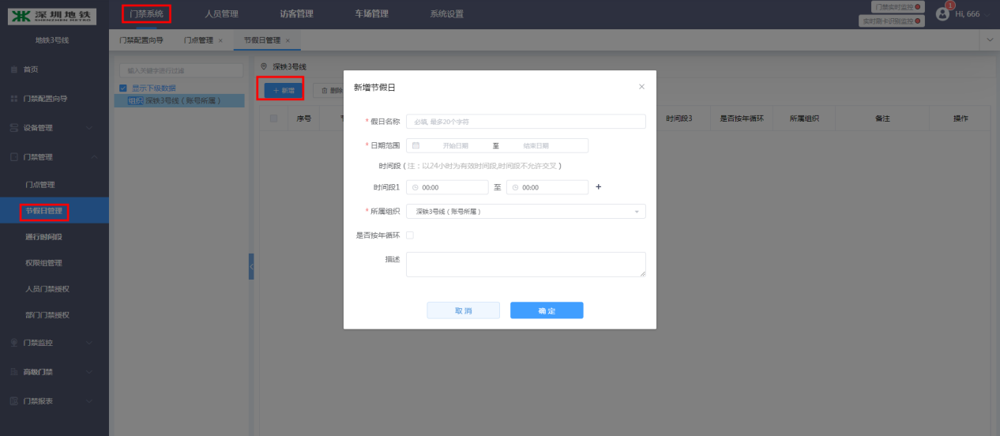 深圳地铁
SHENZHEN METRO
门禁系统
人员管理
访客管理
车场管理
系统设置
门禁实时监控
实时刷卡识别监控
1
Hi, 666
地铁3号线
门禁配置向导
门点管理 ×
节假日管理 ×
首页
门禁配置向导
设备管理
门禁管理
门点管理
节假日管理
通行时间段
权限组管理
人员门禁授权
部门门禁授权
门禁监控
高级门禁
门禁报表
输入关键字进行过滤
显示下级数据
组织 深铁3号线（账号所属）
深铁3号线
+ 新增
删除
序号
时间段3
是否按年循环
所属组织
备注
操作
新增节假日
* 假日名称
必填, 最多20个字符
* 日期范围
开始日期 至 结束日期
时间段（注：以24小时为有效时间段,时间段不允许交叉）
时间段1 00:00 至 00:00 +
* 所属组织
深铁3号线（账号所属）
是否按年循环
描述
取消
确定